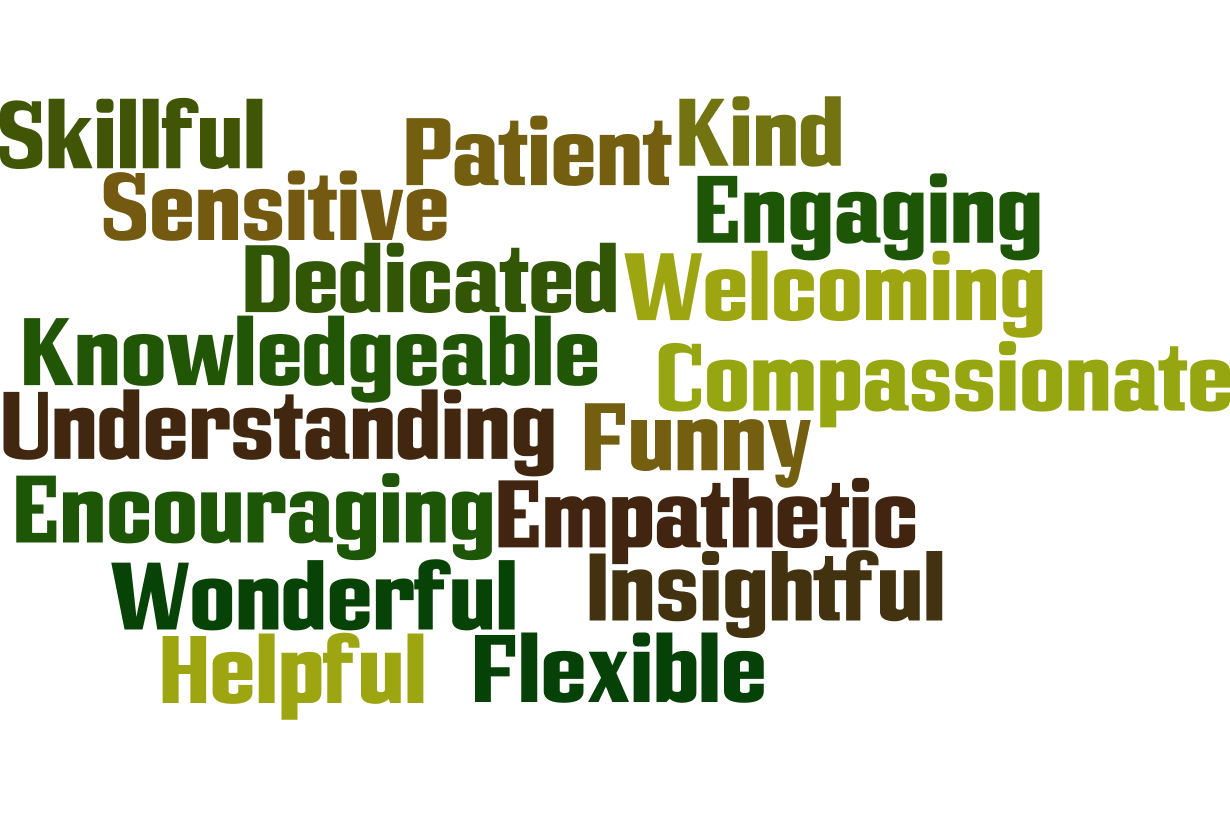 Skillful
Patient
Kind
Sensitive
Engaging
Dedicated
Welcoming
Knowledgeable
Compassionate
Understanding
Funny
Encouraging
Empathetic
Wonderful
Insightful
Helpful
Flexible